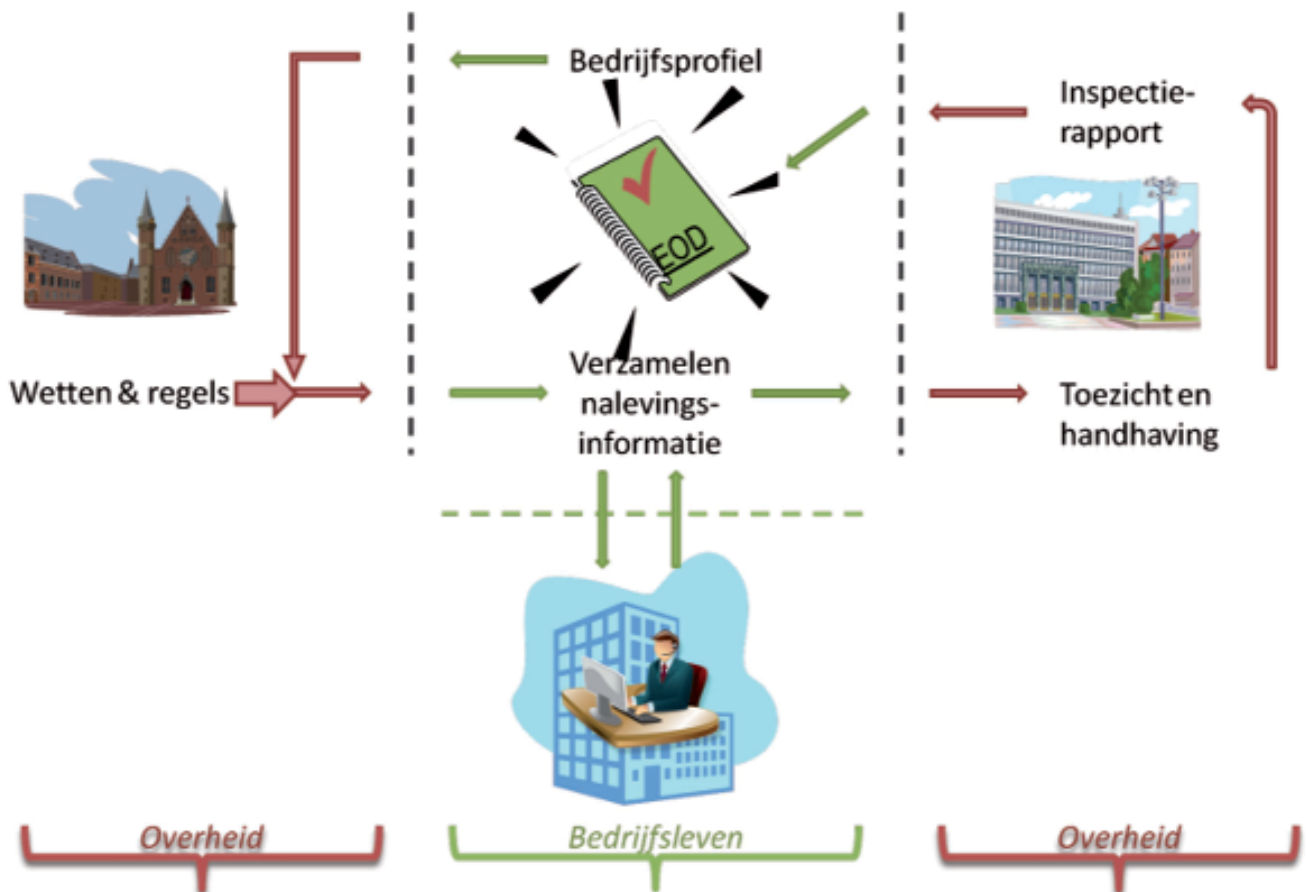 Bedrijfsprofiel
Inspectie-
rapport
EOD
Wetten & regels
Verzamelen
nalevings-
informatie
Toezicht en
handhaving
Overheid
Bedrijfsleven
Overheid